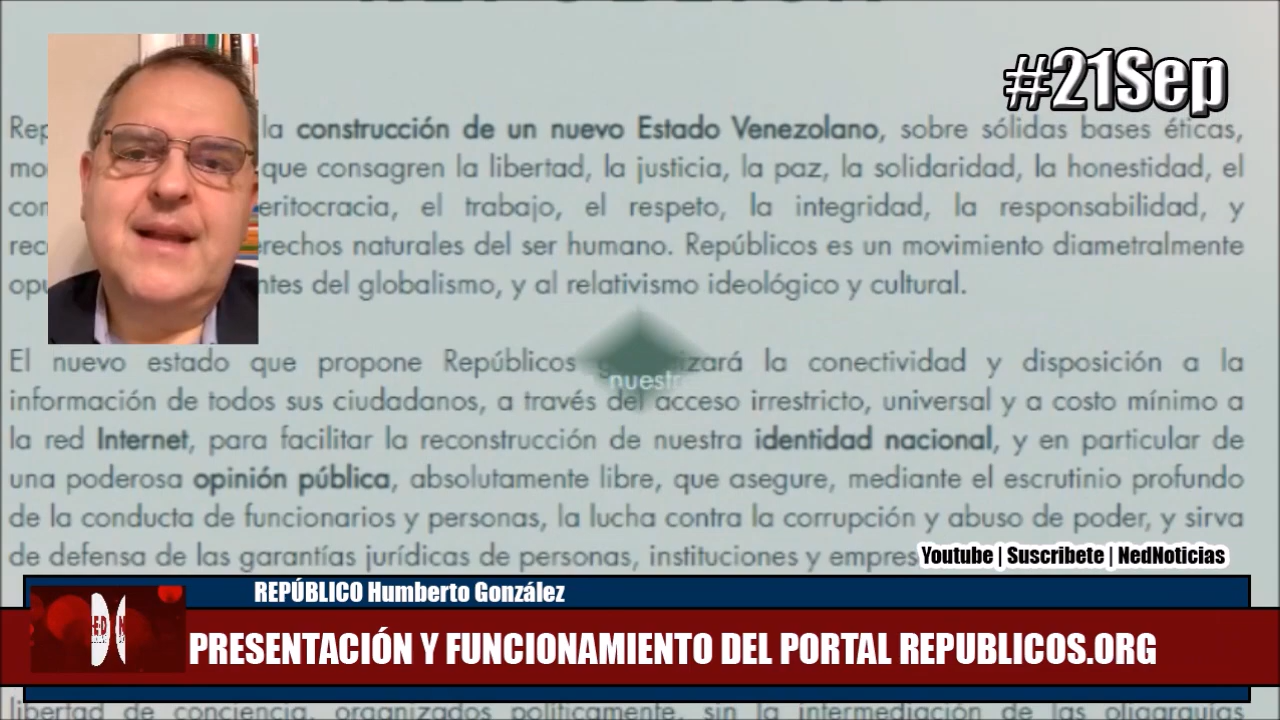 #21Sep
la construcción de un nuevo Estado Venezolano, sobre sólidas bases éticas,
que consagren la libertad, la justicia, la paz, la solidaridad, la honestidad, el
el trabajo, el respeto, la integridad, la responsabilidad, y
naturales del ser humano. Repúblicos es un movimiento diametralmente
del globalismo, y al relativismo ideológico y cultural.
El nuevo estado que propone Repúblicos la conectividad y disposición a la
información de todos sus ciudadanos, a través del acceso irrestricto, universal y a costo mínimo a
la red Internet, para facilitar la reconstrucción de nuestra identidad nacional, y en particular de
una poderosa opinión pública, absolutamente libre, que asegure, mediante el escrutinio profundo
de la conducta de funcionarios y personas, la lucha contra la corrupción y abuso de poder, y sirva
de defensa de las garantías jurídicas de personas, instituciones y
Youtube | Suscribete | NedNoticias
REPÚBLICO Humberto González
PRESENTACIÓN Y FUNCIONAMIENTO DEL PORTAL REPUBLICOS.ORG
libertad de conciencia, organizados políticamente, sin la intermediación de las oligarquías